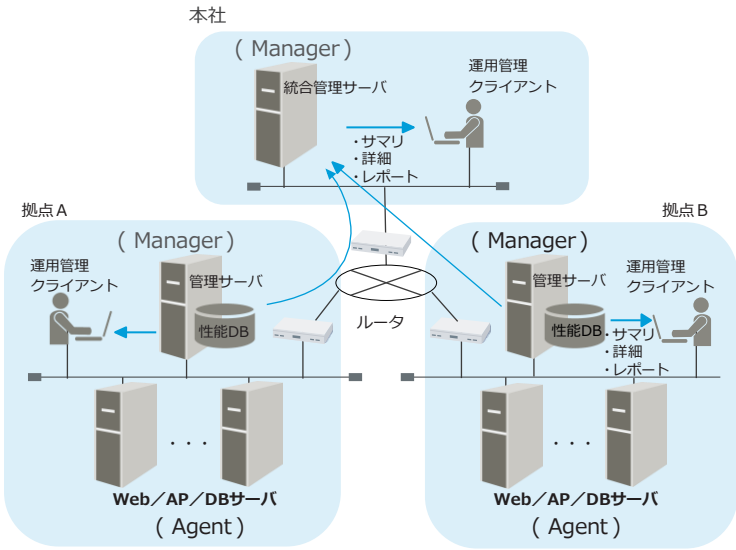 本社
( Manager)
統合管理サーバ
運用管理
クライアント
・サマリ
・詳細
・レポート
拠点A
( Manager)
運用管理
クライアント
管理サーバ
性能DB
・・・
Web／AP／DBサーバ
( Agent)
ルータ
拠点B
( Manager)
管理サーバ
運用管理
クライアント
性能DB
・サマリ
・詳細
・レポート
・・・
Web／AP／DBサーバ
( Agent)